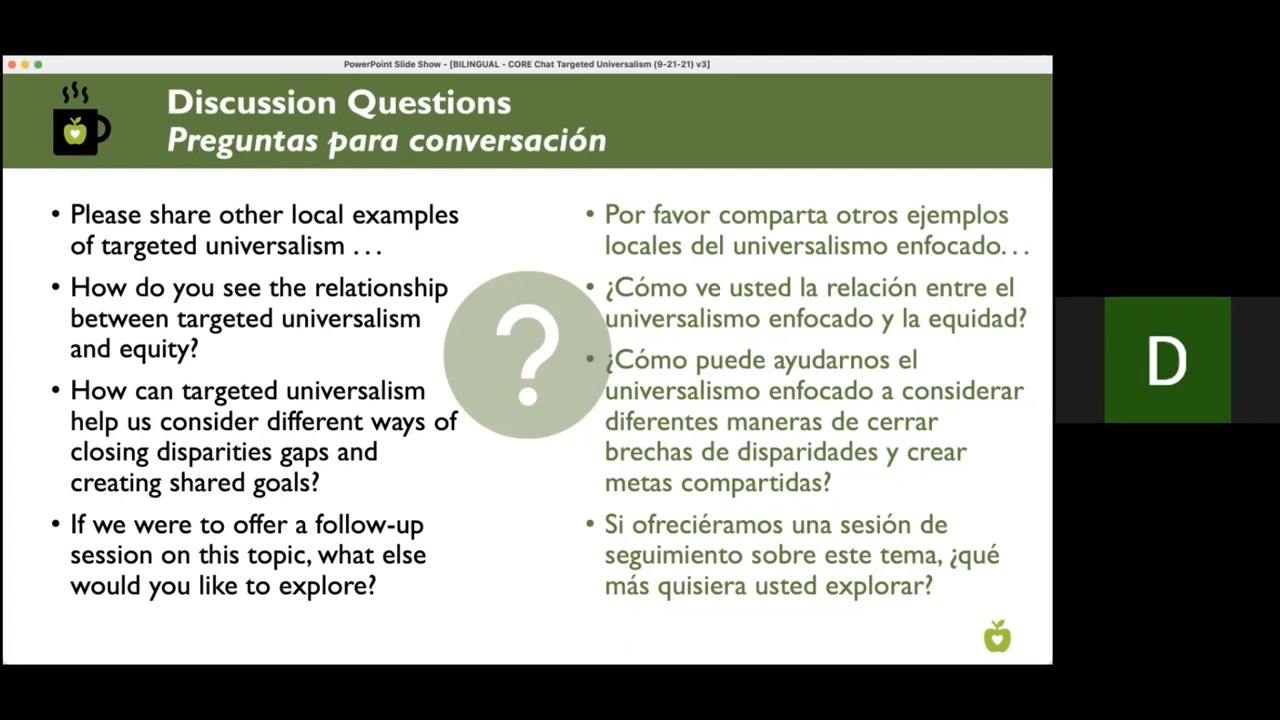 PowerPoint Slide Show - [BILINGUAL - CORE Chat Targeted Universalism (9-21-21) v3]
Discussion Questions
Preguntas para conversación
• Please share other local examples
of targeted universalism . . .
• How do you see the relationship
between targeted universalism
and equity?
• How can targeted universalism
help us consider different ways of
closing disparities gaps and
creating shared goals?
• If we were to offer a follow-up
session on this topic, what else
would you like to explore?
?
• Por favor comparta otros ejemplos
locales del universalismo enfocado. . .
• ¿Cómo ve usted la relación entre el
universalismo enfocado y la equidad?
• ¿Cómo puede ayudarnos el
universalismo enfocado a considerar
diferentes maneras de cerrar
brechas de disparidades y crear
metas compartidas?
• Si ofreciéramos una sesión de
seguimiento sobre este tema, ¿qué
más quisiera usted explorar?
D